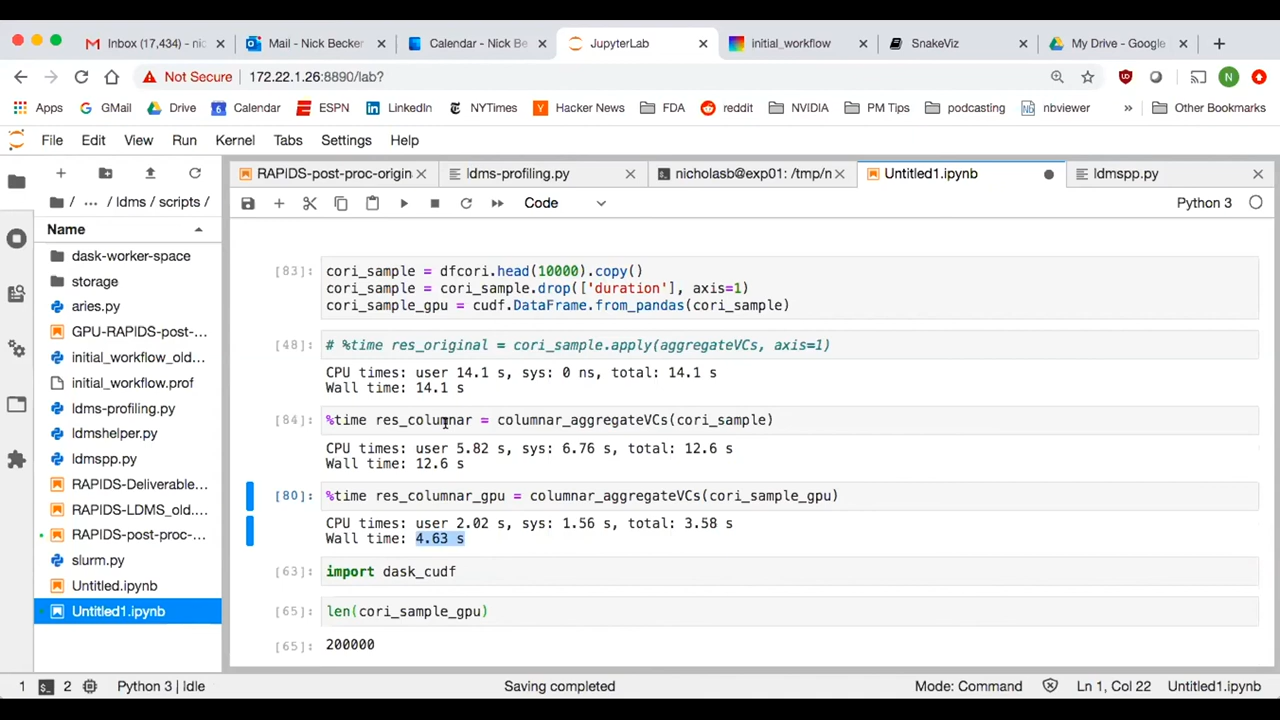 Inbox (17,434) - nic
Mail - Nick Becker
Calendar - Nick Be
JupyterLab
initial_workflow
SnakeViz
My Drive - Google
Not Secure
172.22.1.26:8890/lab?
N
Apps
GMail
Drive
Calendar
ESPN
LinkedIn
NYTimes
Hacker News
FDA
reddit
NVIDIA
PM Tips
podcasting
nbviewer
»
Other Bookmarks
File
Edit
View
Run
Kernel
Tabs
Settings
Help
RAPIDS-post-proc-origin
ldms-profiling.py
nicholasb@exp01: /tmp/n
Untitled1.ipynb
ldmspp.py
Code
Python 3
/ ... / ldms / scripts /
Name
dask-worker-space
storage
aries.py
GPU-RAPIDS-post-...
initial_workflow_old...
initial_workflow.prof
ldms-profiling.py
ldmshelper.py
ldmspp.py
RAPIDS-Deliverable...
RAPIDS-LDMS_old....
RAPIDS-post-proc-...
slurm.py
Untitled.ipynb
Untitled1.ipynb
[83]: cori_sample = dfcori.head(10000).copy()
cori_sample = cori_sample.drop(['duration'], axis=1)
cori_sample_gpu = cudf.DataFrame.from_pandas(cori_sample)
[48]: # %time res_original = cori_sample.apply(aggregateVCs, axis=1)
CPU times: user 14.1 s, sys: 0 ns, total: 14.1 s
Wall time: 14.1 s
[84]: %time res_columnar = columnar_aggregateVCs(cori_sample)
CPU times: user 5.82 s, sys: 6.76 s, total: 12.6 s
Wall time: 12.6 s
[80]: %time res_columnar_gpu = columnar_aggregateVCs(cori_sample_gpu)
CPU times: user 2.02 s, sys: 1.56 s, total: 3.58 s
Wall time: 4.63 s
[63]: import dask_cudf
[65]: len(cori_sample_gpu)
[65]: 200000
1
2
Python 3 | Idle
Saving completed
Mode: Command
Ln 1, Col 22
Untitled1.ipynb